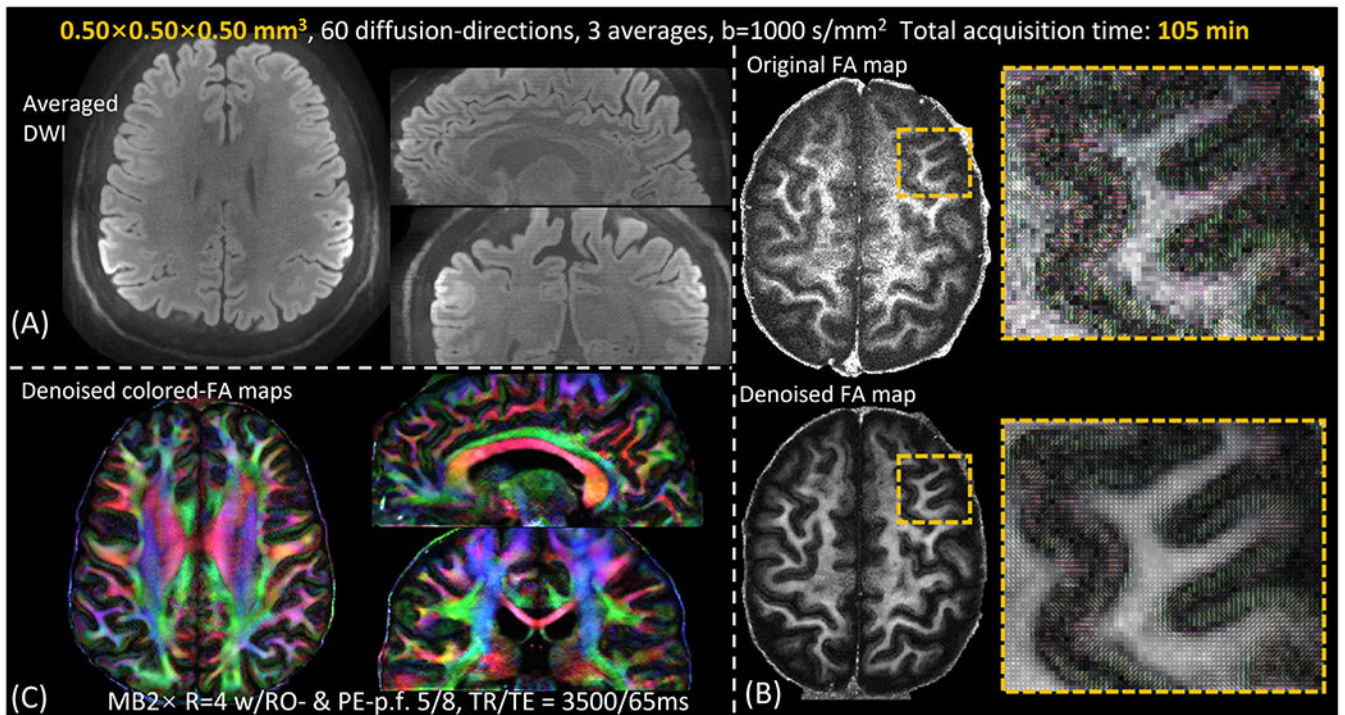 0.50×0.50×0.50 mm³, 60 diffusion-directions, 3 averages, b=1000 s/mm² Total acquisition time: 105 min
Averaged
DWI
(A)
Original FA map
Denoised FA map
(B)
Denoised colored-FA maps
(C)
MB2× R=4 w/RO- & PE-p.f. 5/8, TR/TE = 3500/65ms